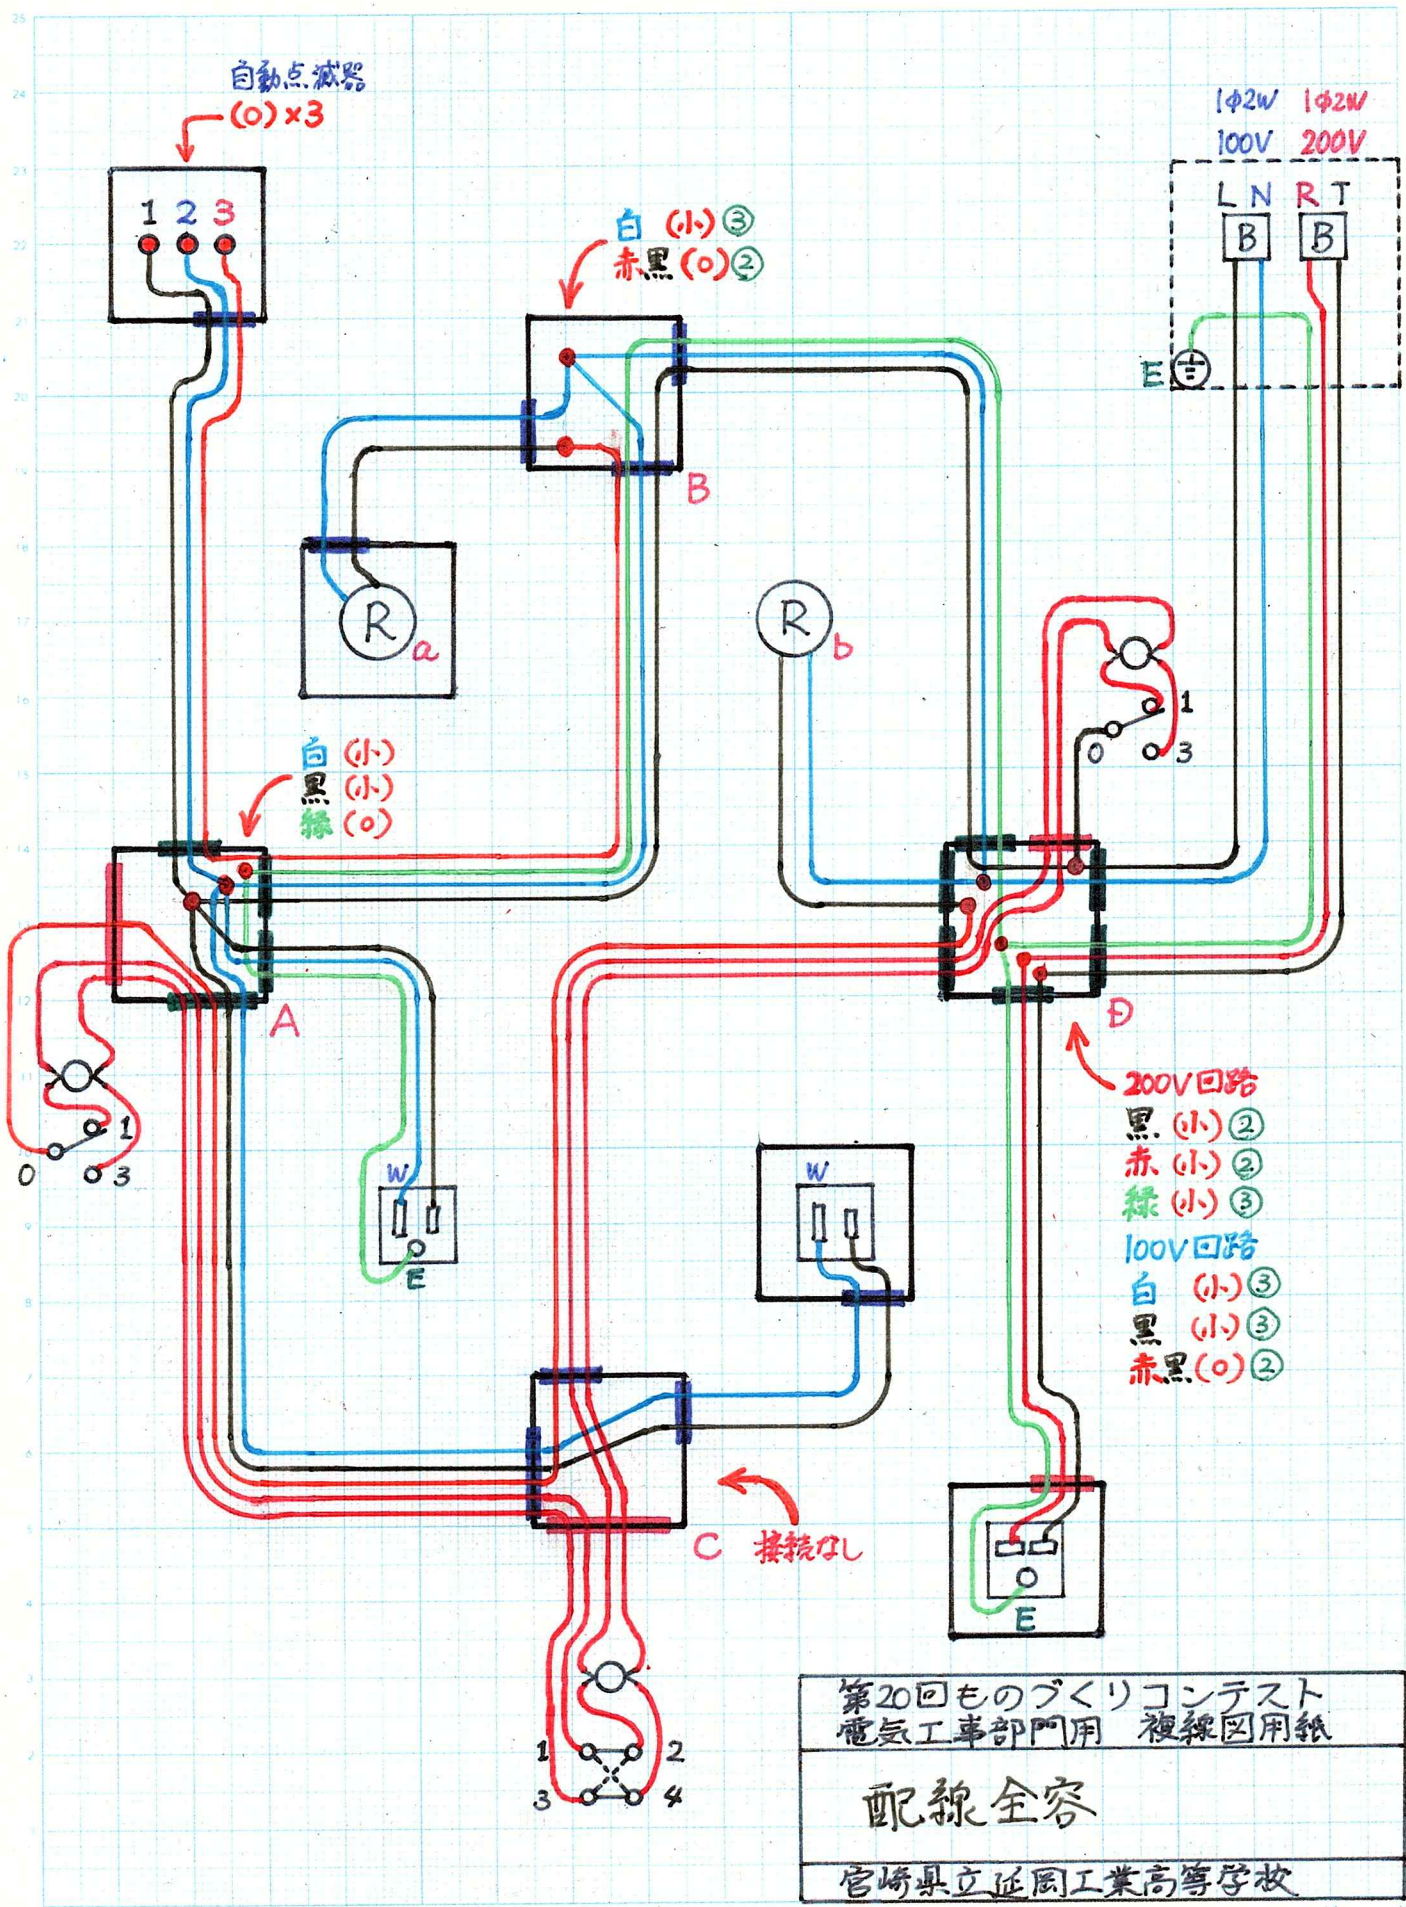 自動点滅器
(O)×3
1 2 3
白 (小)③
赤黒(O)②
1φ2W 1φ2W
100V 200V
L N R T
B B
E
B
R
a
R
b
1
0 3
白 (小)
黒 (小)
緑 (O)
A
D
1
0 3
W
E
W
200V回路
黒 (小)②
赤 (小)②
緑 (小)③
100V回路
白 (小)③
黒 (小)③
赤黒(O)②
C 接続なし
E
1 2
3 4
第20回ものづくりコンテスト
電気工事部門用 複線図用紙
配線全容
宮崎県立延岡工業高等学校